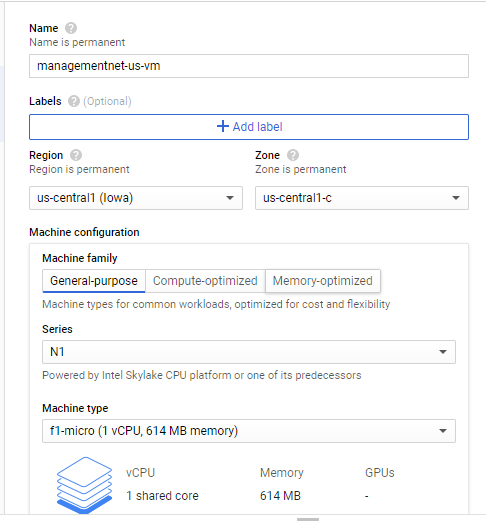 Name
Name is permanent
managementnet-us-vm
Labels (Optional)
+ Add label
Region Zone
Region is permanent Zone is permanent
us-central1 (Iowa) us-central1-c
Machine configuration
Machine family
General-purpose Compute-optimized Memory-optimized
Machine types for common workloads, optimized for cost and flexibility
Series
N1
Powered by Intel Skylake CPU platform or one of its predecessors
Machine type
f1-micro (1 vCPU, 614 MB memory)
vCPU Memory GPUs
1 shared core 614 MB -